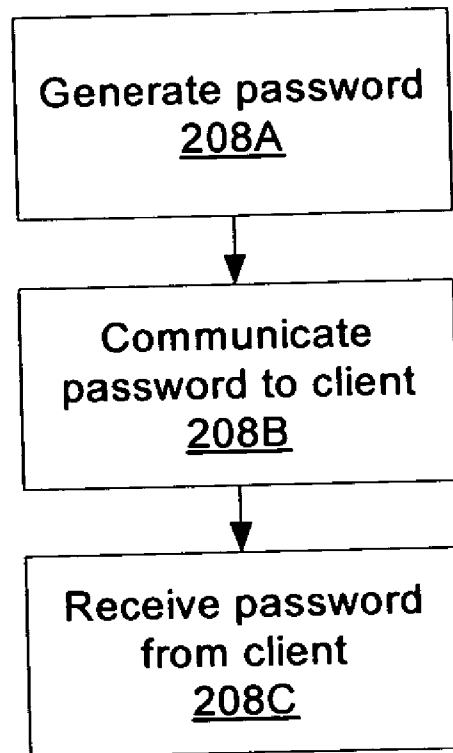 Generate password
208A
Communicate
password to client
208B
Receive password
from client
208C